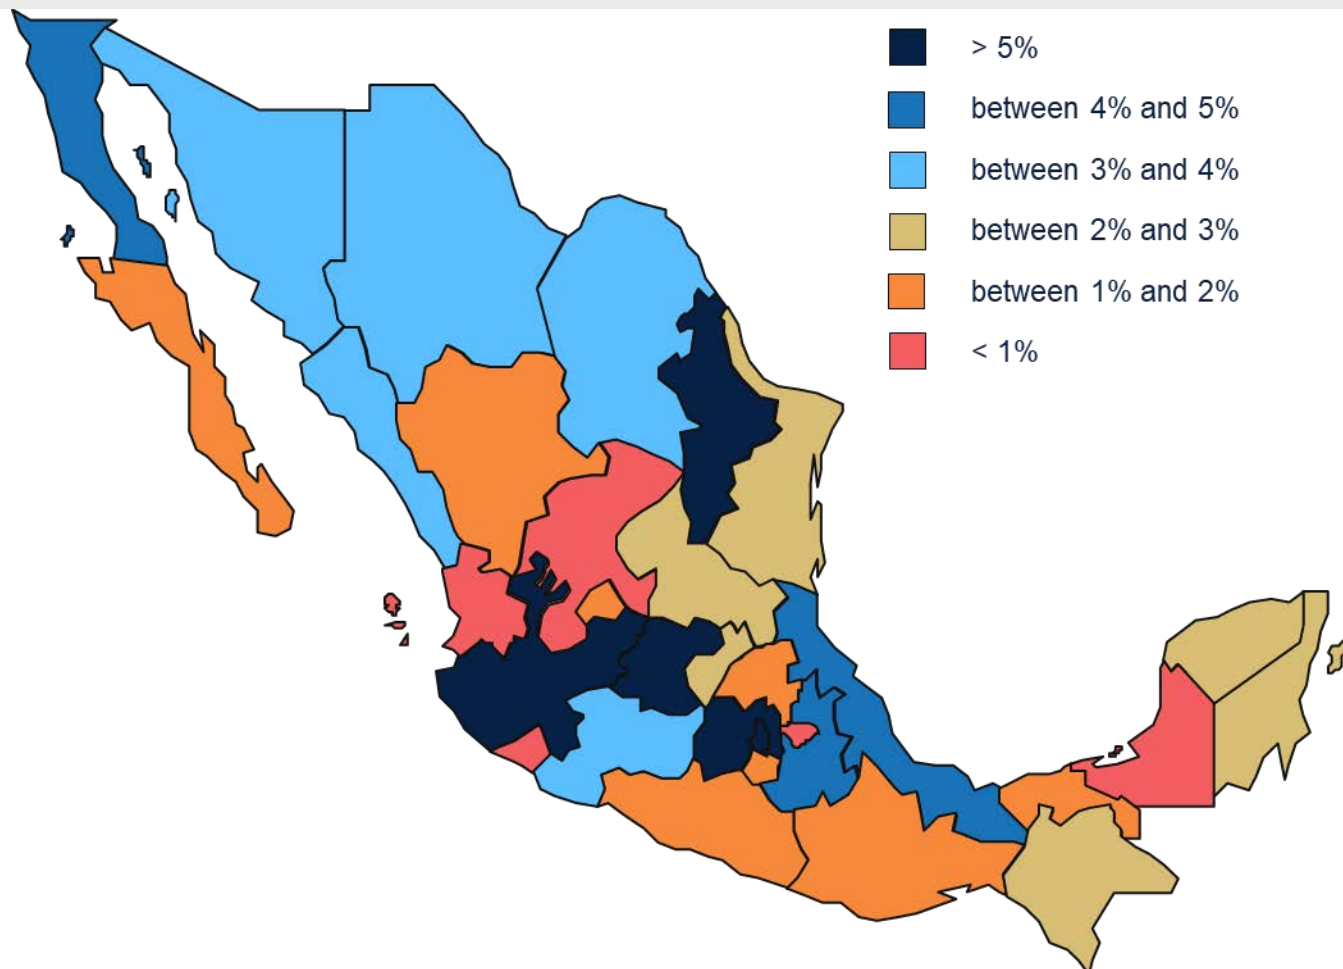 > 5%
between 4% and 5%
between 3% and 4%
between 2% and 3%
between 1% and 2%
< 1%